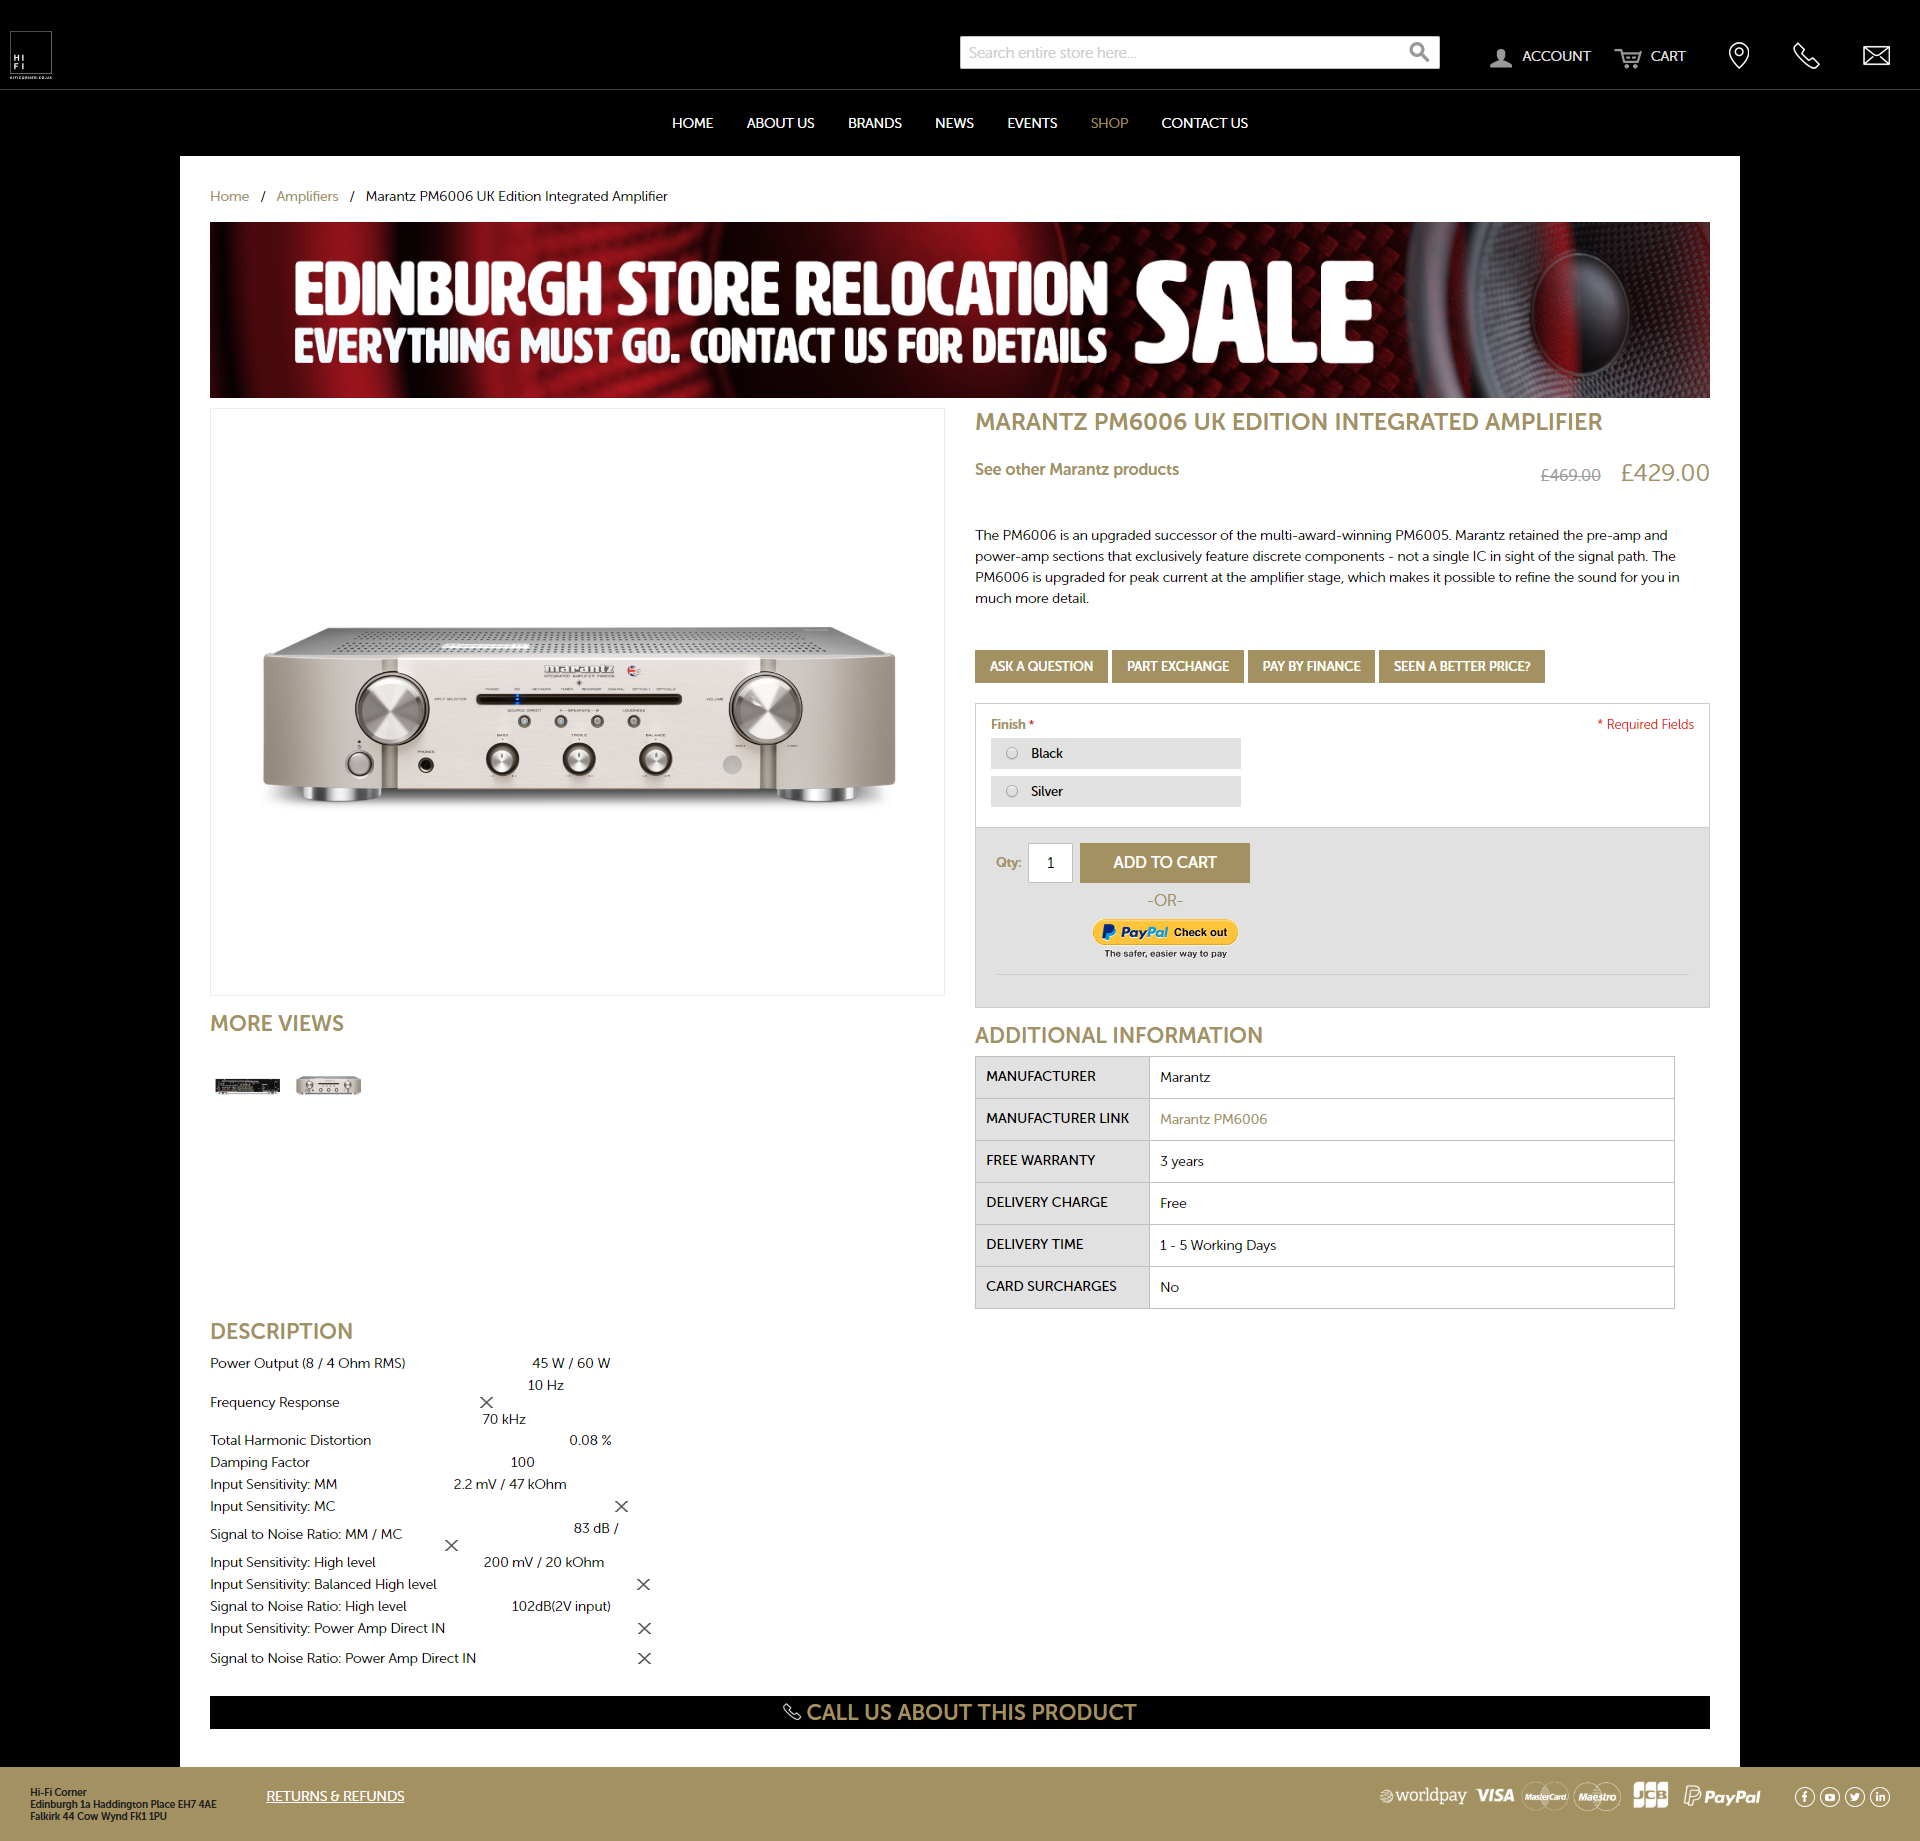 HI
FI
HIFICORNER.CO.UK
Search entire store here...
ACCOUNT
CART
HOME ABOUT US BRANDS NEWS EVENTS SHOP CONTACT US
Home / Amplifiers / Marantz PM6006 UK Edition Integrated Amplifier
EDINBURGH STORE RELOCATION SALE
EVERYTHING MUST GO. CONTACT US FOR DETAILS
MARANTZ PM6006 UK EDITION INTEGRATED AMPLIFIER
See other Marantz products
£469.00 £429.00
The PM6006 is an upgraded successor of the multi-award-winning PM6005. Marantz retained the pre-amp and
power-amp sections that exclusively feature discrete components - not a single IC in sight of the signal path. The
PM6006 is upgraded for peak current at the amplifier stage, which makes it possible to refine the sound for you in
much more detail.
ASK A QUESTION
PART EXCHANGE
PAY BY FINANCE
SEEN A BETTER PRICE?
marantz
Finish *
* Required Fields
Black
Silver
Qty: 1
ADD TO CART
-OR-
PayPal Check out
The safer, easier way to pay
MORE VIEWS
ADDITIONAL INFORMATION
MANUFACTURER Marantz
MANUFACTURER LINK Marantz PM6006
FREE WARRANTY 3 years
DELIVERY CHARGE Free
DELIVERY TIME 1 - 5 Working Days
CARD SURCHARGES No
DESCRIPTION
Power Output (8 / 4 Ohm RMS) 45 W / 60 W
10 Hz
Frequency Response
70 kHz
Total Harmonic Distortion 0.08 %
Damping Factor 100
Input Sensitivity: MM 2.2 mV / 47 kOhm
Input Sensitivity: MC
Signal to Noise Ratio: MM / MC 83 dB /
Input Sensitivity: High level 200 mV / 20 kOhm
Input Sensitivity: Balanced High level
Signal to Noise Ratio: High level 102dB(2V input)
Input Sensitivity: Power Amp Direct IN
Signal to Noise Ratio: Power Amp Direct IN
CALL US ABOUT THIS PRODUCT
Hi-Fi Corner
Edinburgh 1a Haddington Place EH7 4AE
Falkirk 44 Cow Wynd FK1 1PU
RETURNS & REFUNDS
worldpay VISA MasterCard Maestro JCB PayPal